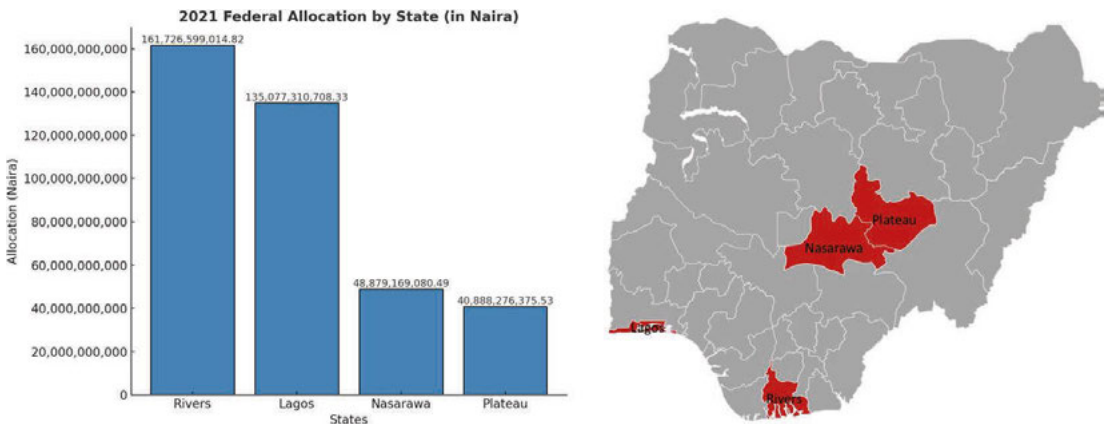 2021 Federal Allocation by State (in Naira)
Allocation (Naira)
160,000,000,000
140,000,000,000
120,000,000,000
100,000,000,000
80,000,000,000
60,000,000,000
40,000,000,000
20,000,000,000
0
161,726,599,014.82
135,077,310,708.33
48,879,169,080.49
40,888,276,375.53
Rivers Lagos Nasarawa Plateau
States
Plateau
Nasarawa
Lagos
Rivers